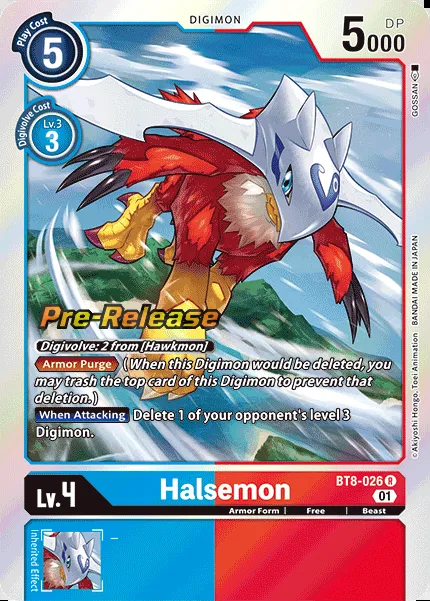 Play Cost
5
DIGIMON
DP
5000
Digivolve Cost
Lv.3
3
GOSSAN
©Akiyoshi Hongo, Toei Animation BANDAI MADE IN JAPAN
Pre-Release
Digivolve: 2 from [Hawkmon]
Armor Purge (When this Digimon would be deleted, you
may trash the top card of this Digimon to prevent that
deletion.)
When Attacking Delete 1 of your opponent's level 3
Digimon.
Lv.4
Halsemon
BT8-026 R
01
Armor Form | Free | Beast
Inherited Effect
–